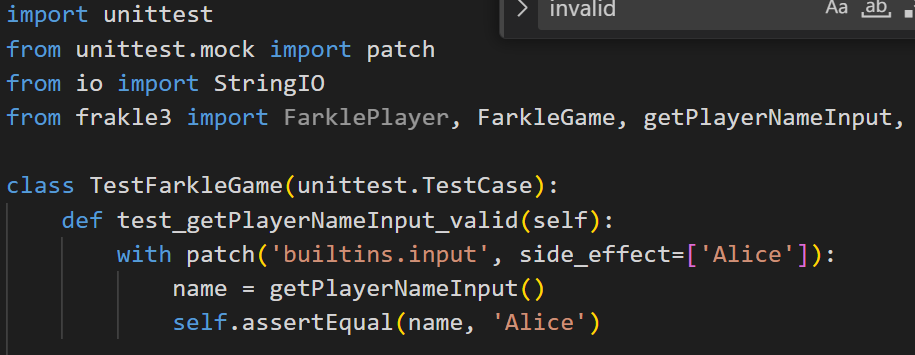 import unittest
invalid
Aa
ab
from unittest.mock import patch
from io import StringIO
from frakle3 import FarklePlayer, FarkleGame, getPlayerNameInput,
class TestFarkleGame(unittest.TestCase):
def test_getPlayerNameInput_valid(self):
with patch('builtins.input', side_effect=['Alice']):
name = getPlayerNameInput()
self.assertEqual(name, 'Alice')